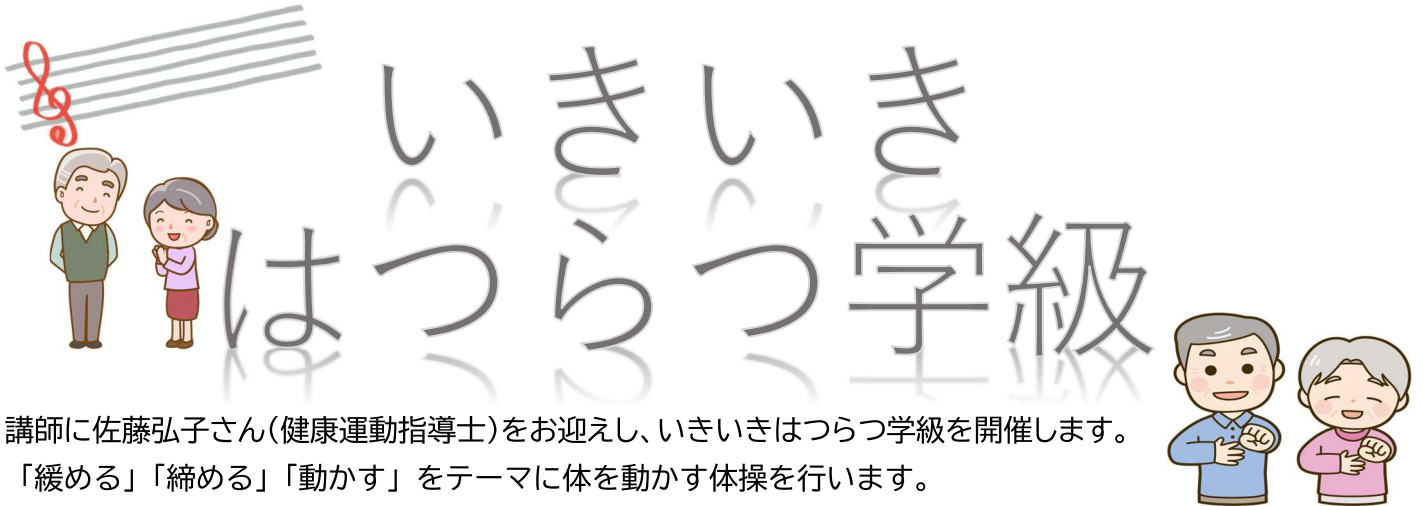 いきいき
はつらつ学級
講師に佐藤弘子さん(健康運動指導士)をお迎えし、いきいきはつらつ学級を開催します。
「緩める」「締める」「動かす」をテーマに体を動かす体操を行います。